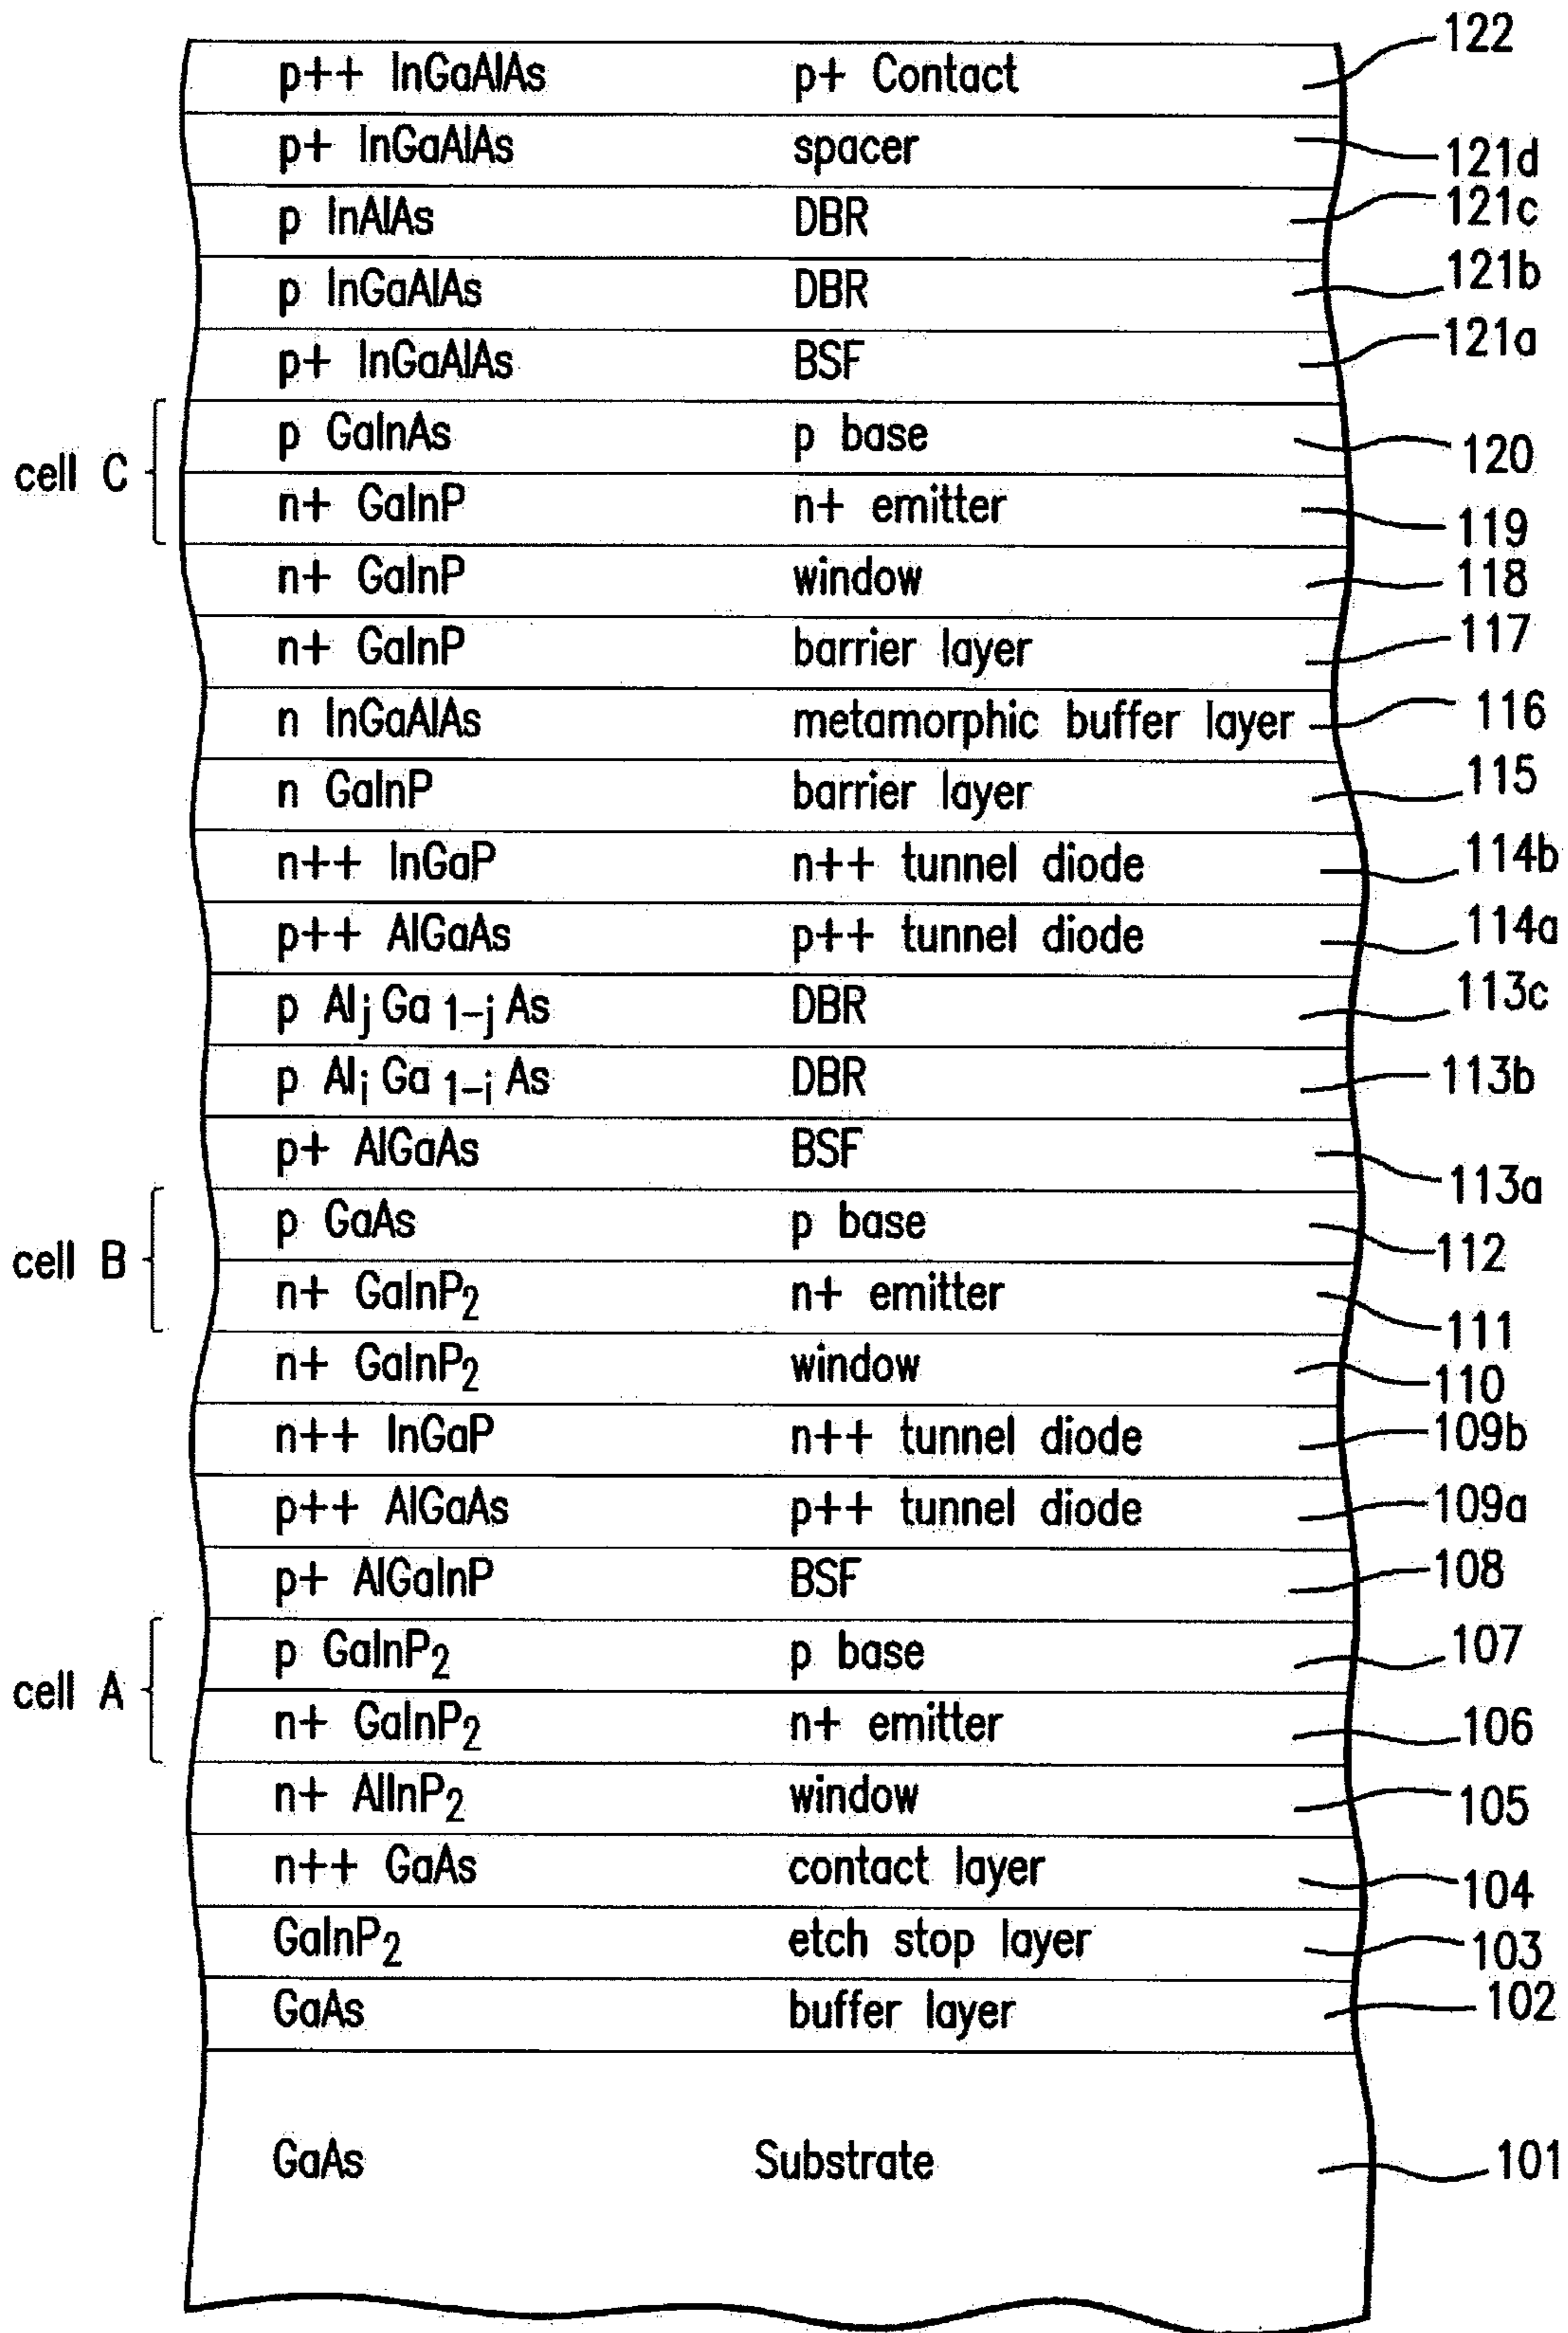 p++ InGaAlAs p+ Contact 122
p+ InGaAlAs spacer 121d
p InAlAs DBR 121c
p InGaAlAs DBR 121b
p+ InGaAlAs BSF 121a
p GaInAs p base 120
cell C
n+ GaInP n+ emitter 119
n+ GaInP window 118
n+ GaInP barrier layer 117
n InGaAlAs metamorphic buffer layer 116
n GaInP barrier layer 115
n++ InGaP n++ tunnel diode 114b
p++ AlGaAs p++ tunnel diode 114a
p AljGa1-jAs DBR 113c
p AliGa1-iAs DBR 113b
p+ AlGaAs BSF 113a
p GaAs p base 112
cell B
n+ GaInP2 n+ emitter 111
n+ GaInP2 window 110
n++ InGaP n++ tunnel diode 109b
p++ AlGaAs p++ tunnel diode 109a
p+ AlGaInP BSF 108
p GaInP2 p base 107
cell A
n+ GaInP2 n+ emitter 106
n+ AlInP2 window 105
n++ GaAs contact layer 104
GaInP2 etch stop layer 103
GaAs buffer layer 102
GaAs Substrate 101